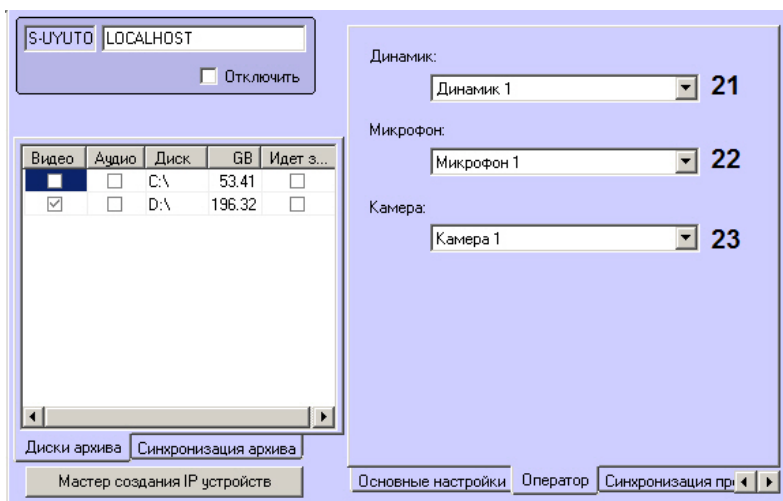 S-UYUTO LOCALHOST
Отключить
Видео Аудио Диск GB Идет з...
C:\ 53.41
D:\ 196.32
Диски архива Синхронизация архива
Мастер создания IP устройств
Динамик:
Динамик 1 21
Микрофон:
Микрофон 1 22
Камера:
Камера 1 23
Основные настройки Оператор Синхронизация пр